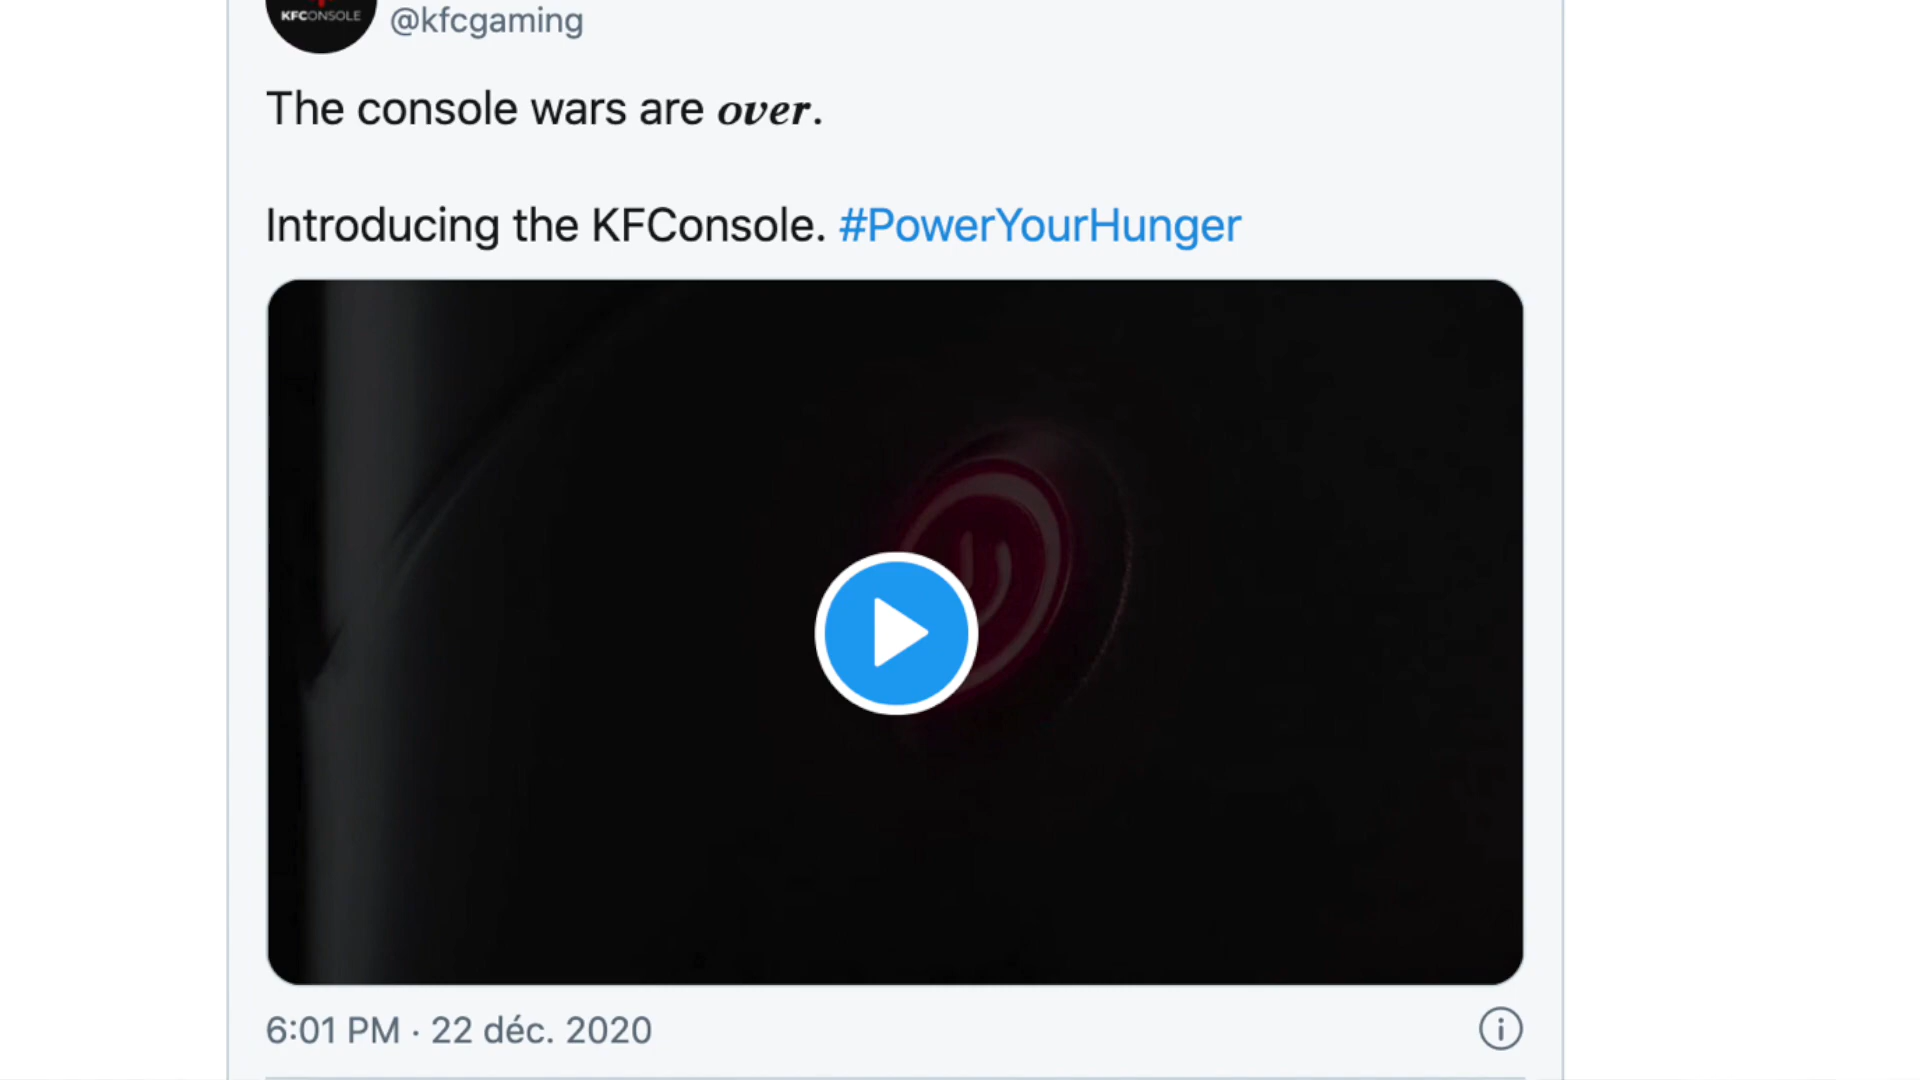 KFCONSOLE
@kfcgaming
The console wars are over.
Introducing the KFConsole. #PowerYourHunger
6:01 PM · 22 déc. 2020